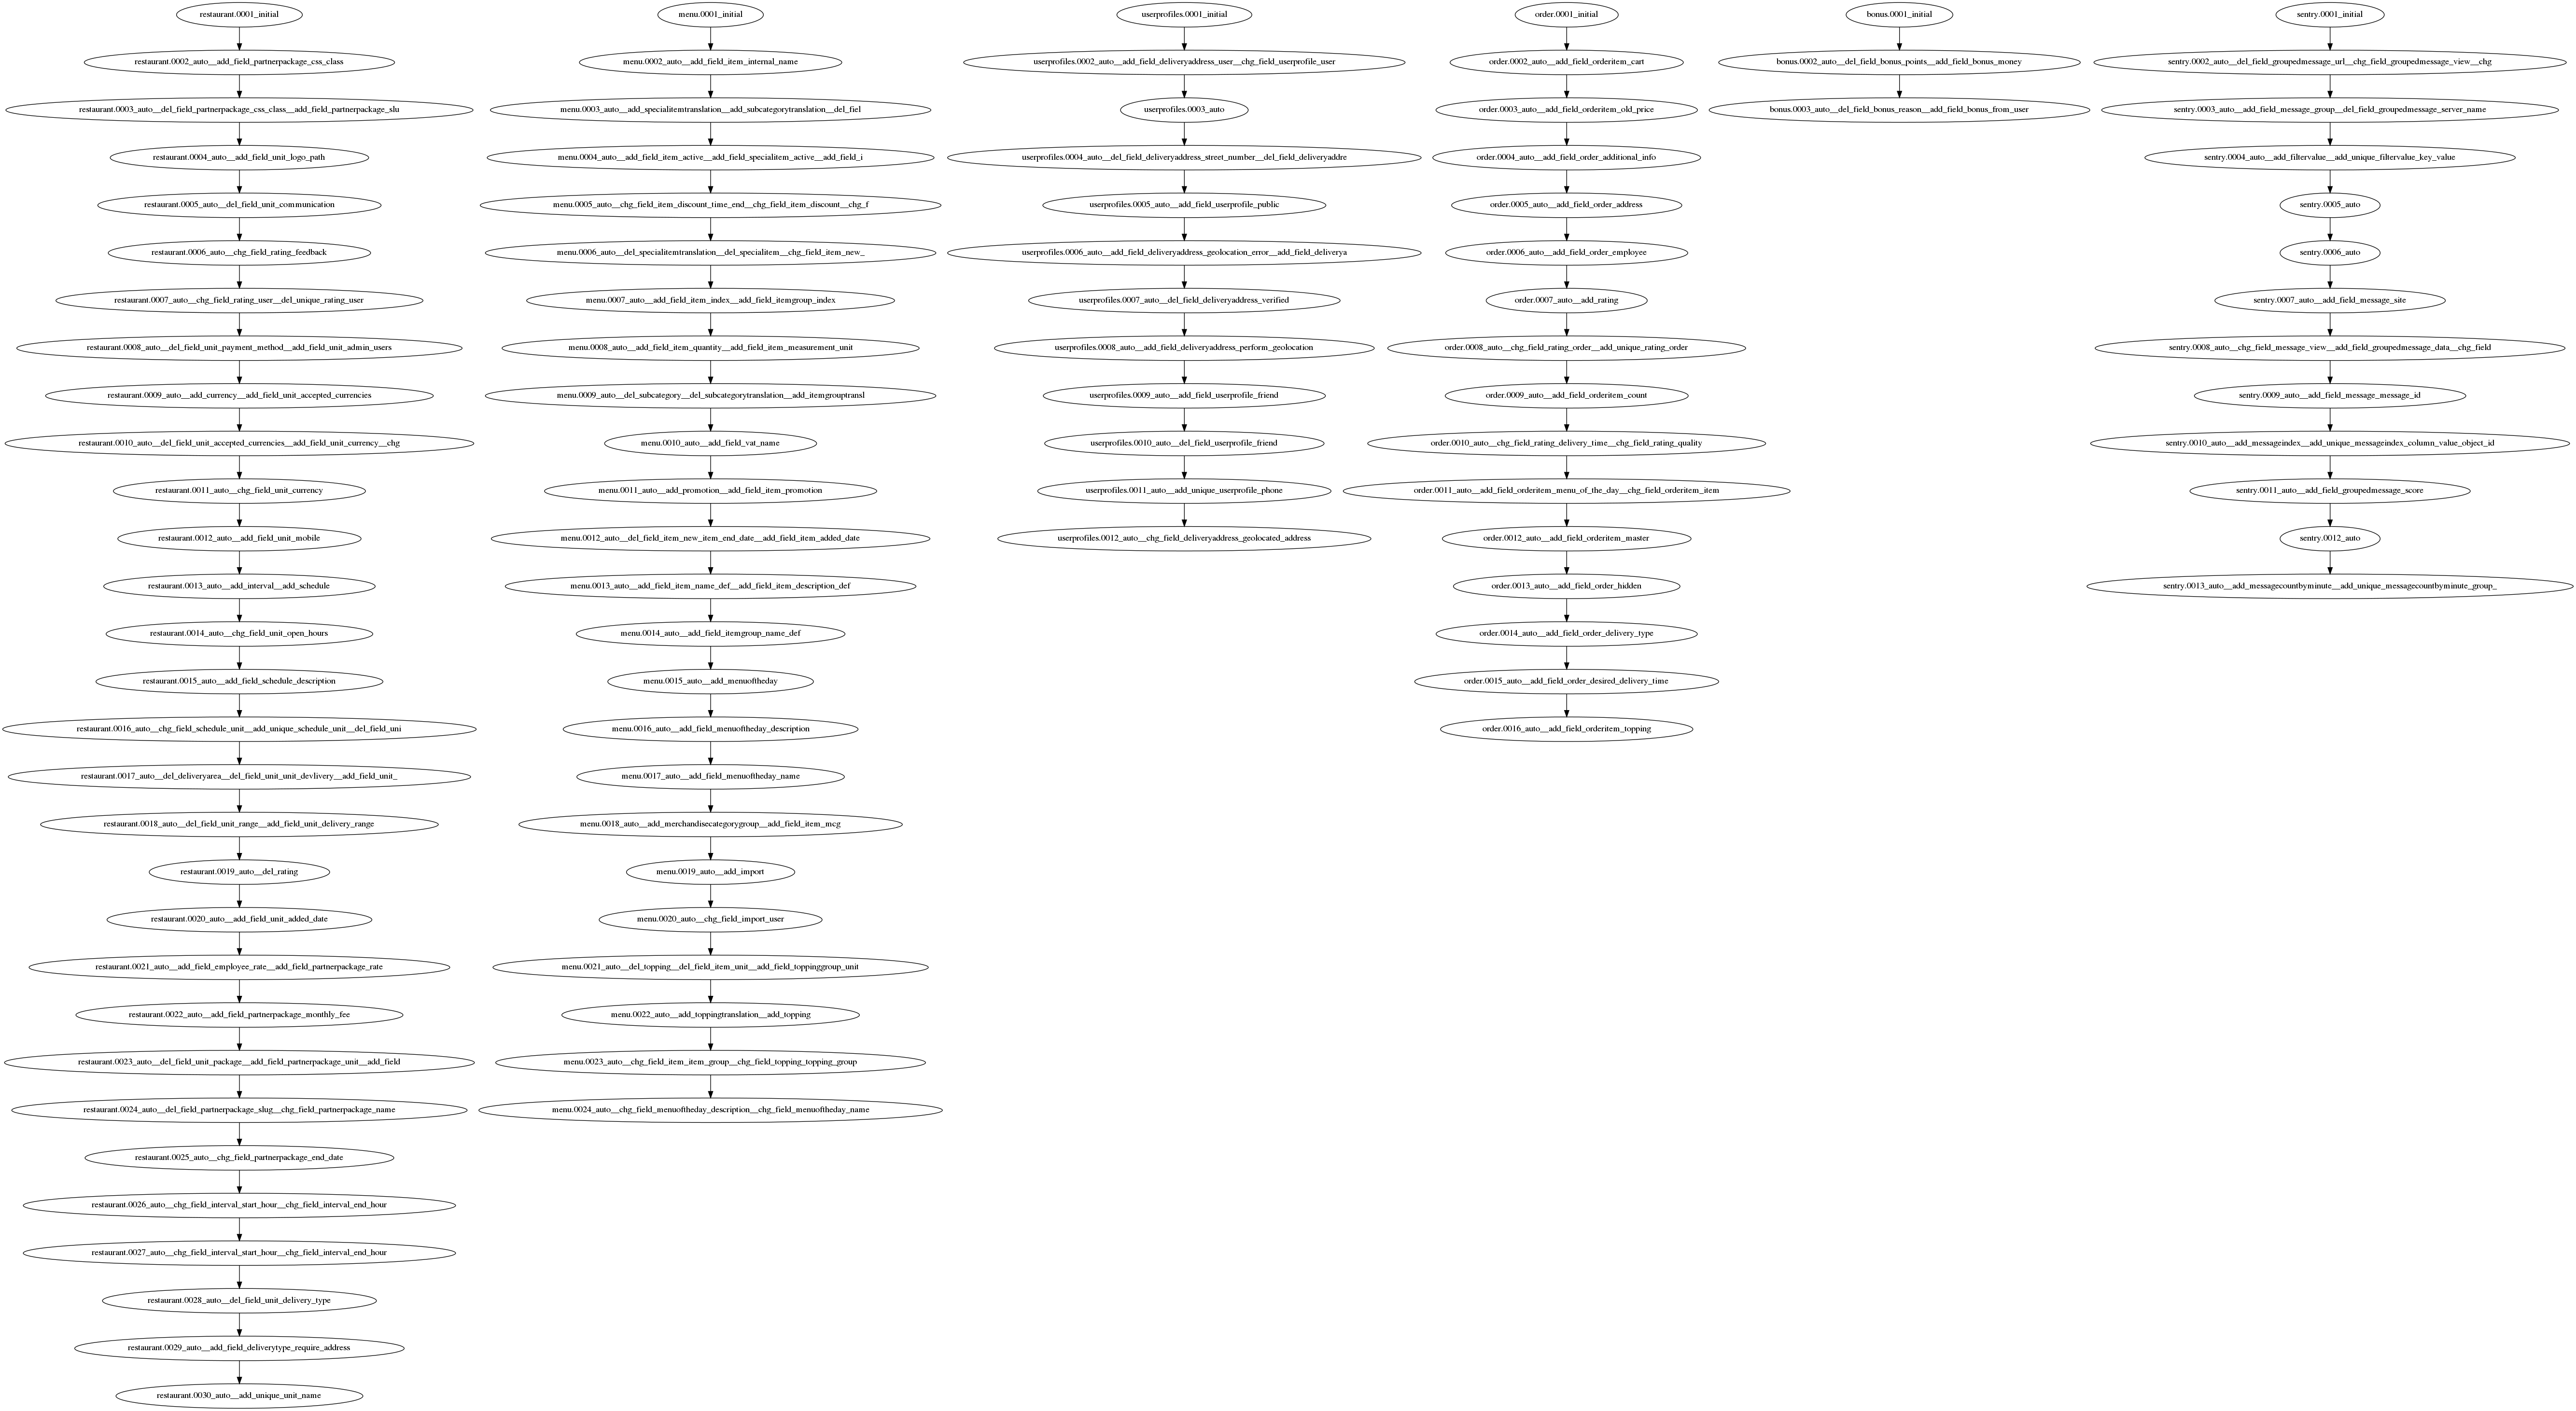 restaurant.0001_initial
restaurant.0002_auto__add_field_partnerpackage_css_class
restaurant.0003_auto__del_field_partnerpackage_css_class__add_field_partnerpackage_slu
restaurant.0004_auto__add_field_unit_logo_path
restaurant.0005_auto__del_field_unit_communication
restaurant.0006_auto__chg_field_rating_feedback
restaurant.0007_auto__chg_field_rating_user__del_unique_rating_user
restaurant.0008_auto__del_field_unit_payment_method__add_field_unit_admin_users
restaurant.0009_auto__add_currency__add_field_unit_accepted_currencies
restaurant.0010_auto__del_field_unit_accepted_currencies__add_field_unit_currency__chg
restaurant.0011_auto__chg_field_unit_currency
restaurant.0012_auto__add_field_unit_mobile
restaurant.0013_auto__add_interval__add_schedule
restaurant.0014_auto__chg_field_unit_open_hours
restaurant.0015_auto__add_field_schedule_description
restaurant.0016_auto__chg_field_schedule_unit__add_unique_schedule_unit__del_field_uni
restaurant.0017_auto__del_deliveryarea__del_field_unit_unit_devlivery__add_field_unit_
restaurant.0018_auto__del_field_unit_range__add_field_unit_delivery_range
restaurant.0019_auto__del_rating
restaurant.0020_auto__add_field_unit_added_date
restaurant.0021_auto__add_field_employee_rate__add_field_partnerpackage_rate
restaurant.0022_auto__add_field_partnerpackage_monthly_fee
restaurant.0023_auto__del_field_unit_package__add_field_partnerpackage_unit__add_field
restaurant.0024_auto__del_field_partnerpackage_slug__chg_field_partnerpackage_name
restaurant.0025_auto__chg_field_partnerpackage_end_date
restaurant.0026_auto__chg_field_interval_start_hour__chg_field_interval_end_hour
restaurant.0027_auto__chg_field_interval_start_hour__chg_field_interval_end_hour
restaurant.0028_auto__del_field_unit_delivery_type
restaurant.0029_auto__add_field_deliverytype_require_address
restaurant.0030_auto__add_unique_unit_name
menu.0001_initial
menu.0002_auto__add_field_item_internal_name
menu.0003_auto__add_specialitemtranslation__add_subcategorytranslation__del_fiel
menu.0004_auto__add_field_item_active__add_field_specialitem_active__add_field_i
menu.0005_auto__chg_field_item_discount_time_end__chg_field_item_discount__chg_f
menu.0006_auto__del_specialitemtranslation__del_specialitem__chg_field_item_new_
menu.0007_auto__add_field_item_index__add_field_itemgroup_index
menu.0008_auto__add_field_item_quantity__add_field_item_measurement_unit
menu.0009_auto__del_subcategory__del_subcategorytranslation__add_itemgrouptransl
menu.0010_auto__add_field_vat_name
menu.0011_auto__add_promotion__add_field_item_promotion
menu.0012_auto__del_field_item_new_item_end_date__add_field_item_added_date
menu.0013_auto__add_field_item_name_def__add_field_item_description_def
menu.0014_auto__add_field_itemgroup_name_def
menu.0015_auto__add_menuoftheday
menu.0016_auto__add_field_menuoftheday_description
menu.0017_auto__add_field_menuoftheday_name
menu.0018_auto__add_merchandisecategorygroup__add_field_item_mcg
menu.0019_auto__add_import
menu.0020_auto__chg_field_import_user
menu.0021_auto__del_topping__del_field_item_unit__add_field_toppinggroup_unit
menu.0022_auto__add_toppingtranslation__add_topping
menu.0023_auto__chg_field_item_item_group__chg_field_topping_topping_group
menu.0024_auto__chg_field_menuoftheday_description__chg_field_menuoftheday_name
userprofiles.0001_initial
userprofiles.0002_auto__add_field_deliveryaddress_user__chg_field_userprofile_user
userprofiles.0003_auto
userprofiles.0004_auto__del_field_deliveryaddress_street_number__del_field_deliveryaddre
userprofiles.0005_auto__add_field_userprofile_public
userprofiles.0006_auto__add_field_deliveryaddress_geolocation_error__add_field_deliverya
userprofiles.0007_auto__del_field_deliveryaddress_verified
userprofiles.0008_auto__add_field_deliveryaddress_perform_geolocation
userprofiles.0009_auto__add_field_userprofile_friend
userprofiles.0010_auto__del_field_userprofile_friend
userprofiles.0011_auto__add_unique_userprofile_phone
userprofiles.0012_auto__chg_field_deliveryaddress_geolocated_address
order.0001_initial
order.0002_auto__add_field_orderitem_cart
order.0003_auto__add_field_orderitem_old_price
order.0004_auto__add_field_order_additional_info
order.0005_auto__add_field_order_address
order.0006_auto__add_field_order_employee
order.0007_auto__add_rating
order.0008_auto__chg_field_rating_order__add_unique_rating_order
order.0009_auto__add_field_orderitem_count
order.0010_auto__chg_field_rating_delivery_time__chg_field_rating_quality
order.0011_auto__add_field_orderitem_menu_of_the_day__chg_field_orderitem_item
order.0012_auto__add_field_orderitem_master
order.0013_auto__add_field_order_hidden
order.0014_auto__add_field_order_delivery_type
order.0015_auto__add_field_order_desired_delivery_time
order.0016_auto__add_field_orderitem_topping
bonus.0001_initial
bonus.0002_auto__del_field_bonus_points__add_field_bonus_money
bonus.0003_auto__del_field_bonus_reason__add_field_bonus_from_user
sentry.0001_initial
sentry.0002_auto__del_field_groupedmessage_url__chg_field_groupedmessage_view__chg
sentry.0003_auto__add_field_message_group__del_field_groupedmessage_server_name
sentry.0004_auto__add_filtervalue__add_unique_filtervalue_key_value
sentry.0005_auto
sentry.0006_auto
sentry.0007_auto__add_field_message_site
sentry.0008_auto__chg_field_message_view__add_field_groupedmessage_data__chg_field
sentry.0009_auto__add_field_message_message_id
sentry.0010_auto__add_messageindex__add_unique_messageindex_column_value_object_id
sentry.0011_auto__add_field_groupedmessage_score
sentry.0012_auto
sentry.0013_auto__add_messagecountbyminute__add_unique_messagecountbyminute_group_